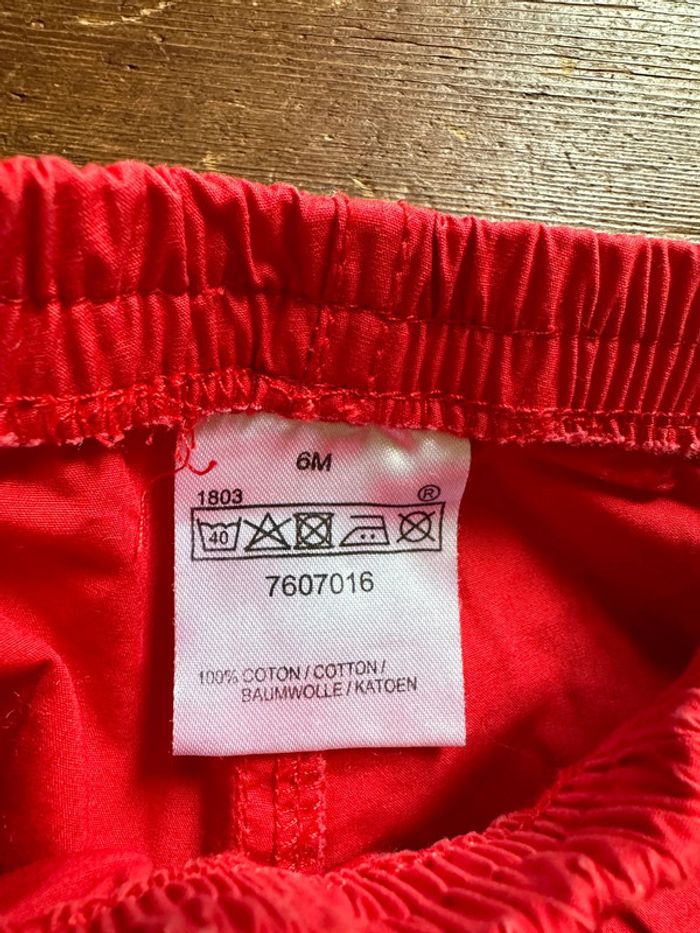 6M
1803 ®
40
7607016
100% COTON / COTTON /
BAUMWOLLE / KATOEN